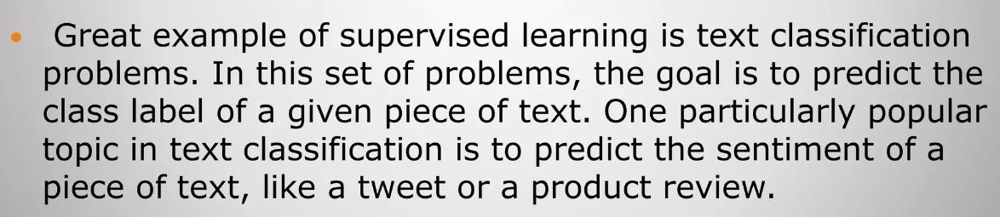 • Great example of supervised learning is text classification
problems. In this set of problems, the goal is to predict the
class label of a given piece of text. One particularly popular
topic in text classification is to predict the sentiment of a
piece of text, like a tweet or a product review.